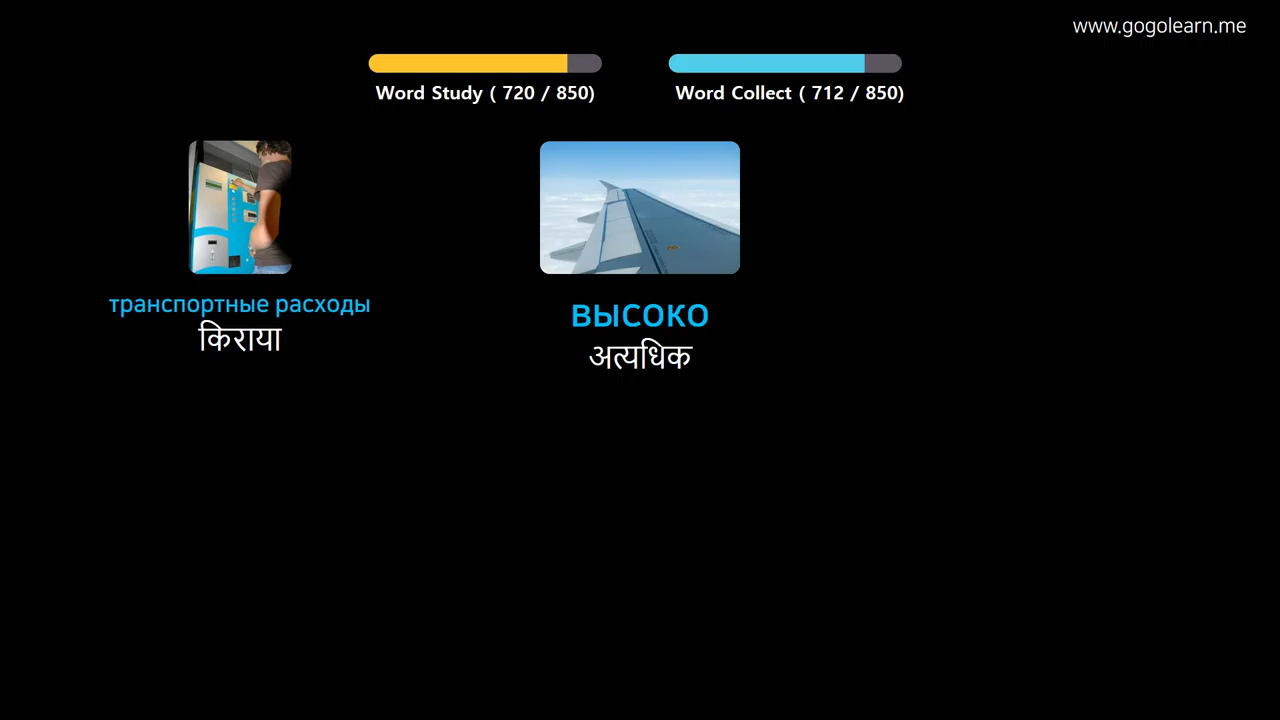 www.gogolearn.me
Word Study ( 720 / 850)
Word Collect ( 712 / 850)
транспортные расходы
किराया
высоко
अत्यधिक